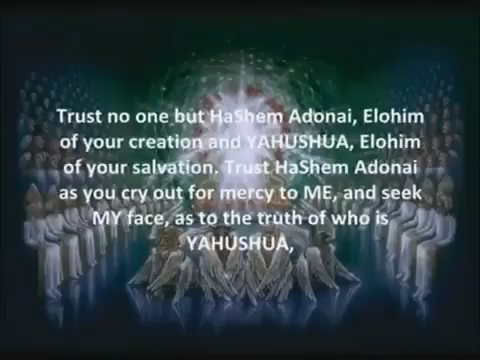 Trust no one but HaShem Adonai, Elohim
of your creation and YAHUSHUA, Elohim
of your salvation. Trust HaShem Adonai
as you cry out for mercy to ME, and seek
MY face, as to the truth of who is
YAHUSHUA,